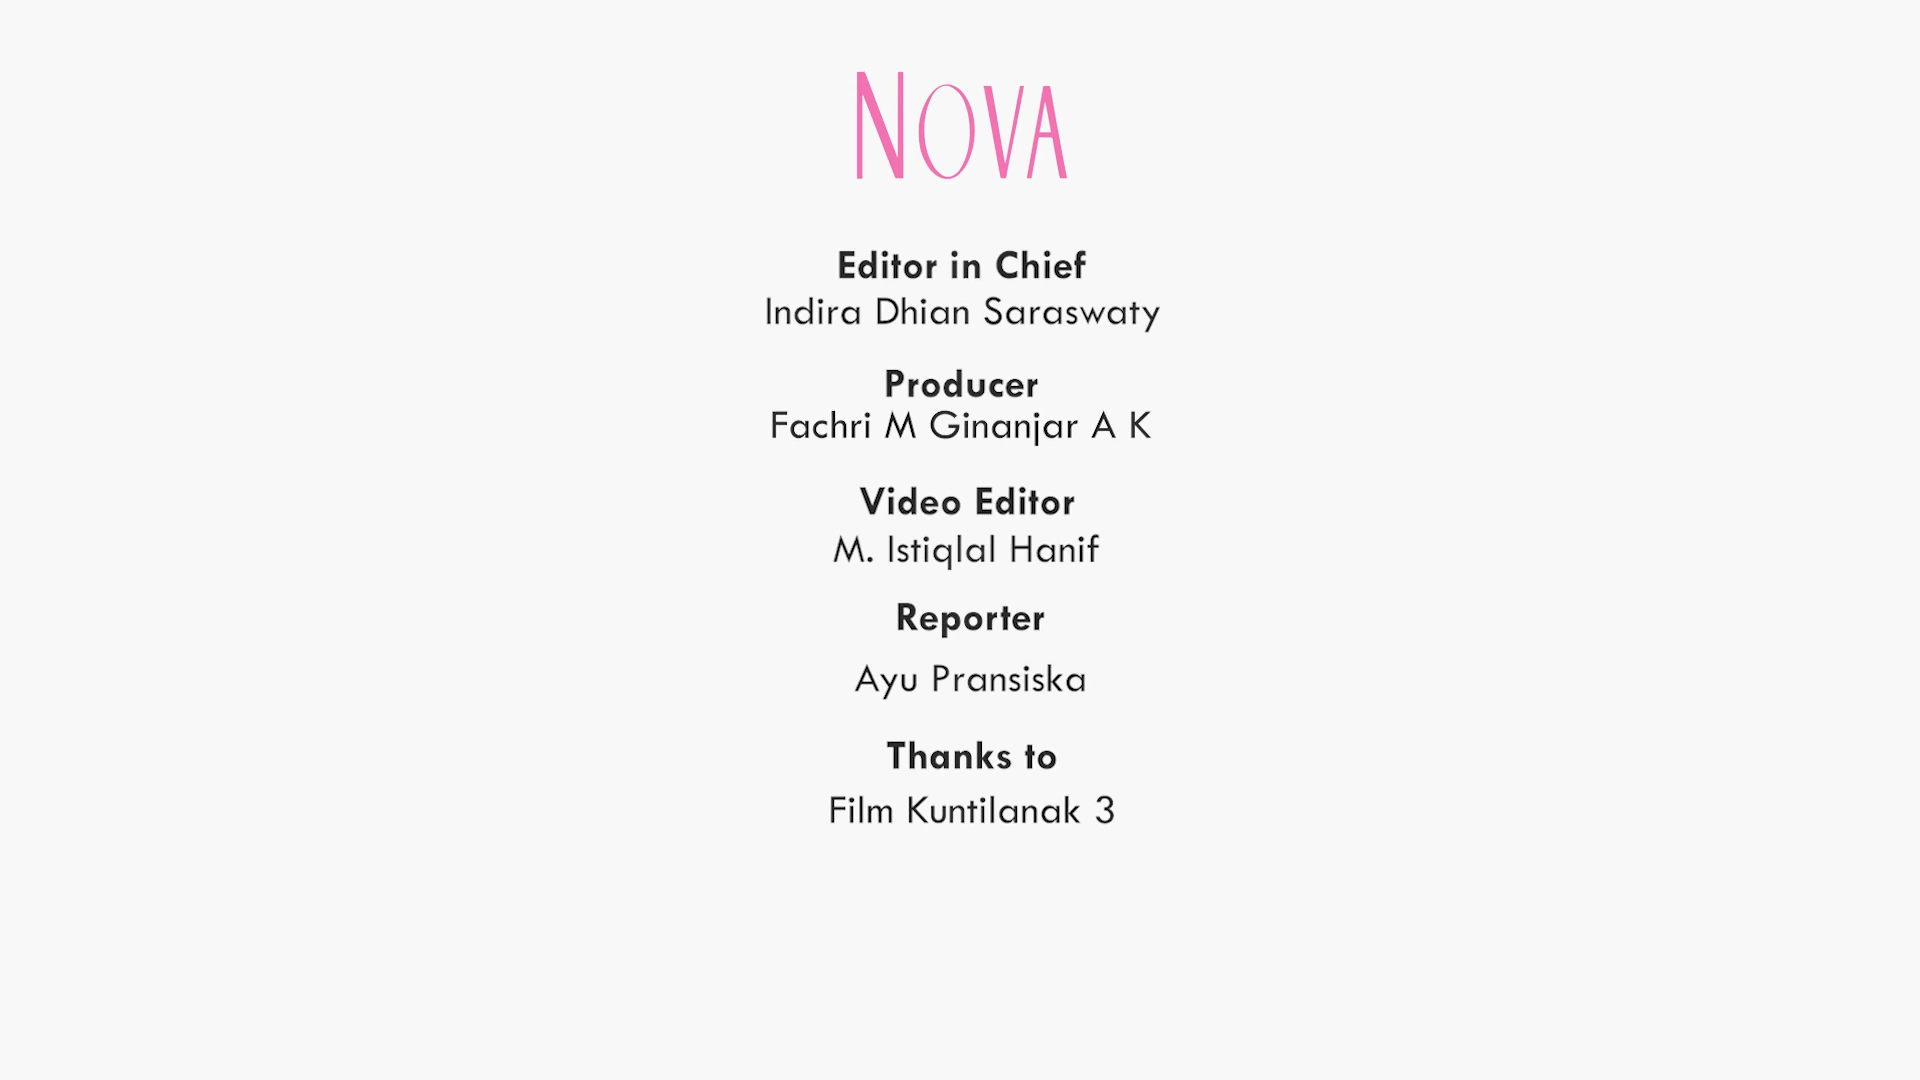 NOVA
Editor in Chief
Indira Dhian Saraswaty
Producer
Fachri M Ginanjar A K
Video Editor
M. Istiqlal Hanif
Reporter
Ayu Pransiska
Thanks to
Film Kuntilanak 3